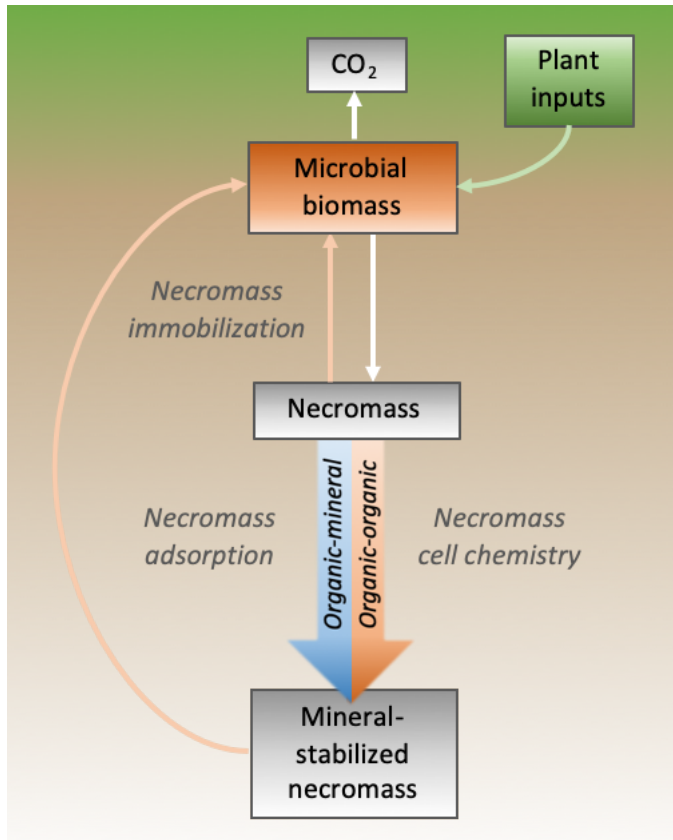 CO₂
Plant
inputs
Microbial
biomass
Necromass
immobilization
Necromass
Necromass
adsorption
Organic-mineral
Organic-organic
Necromass
cell chemistry
Mineral-
stabilized
necromass